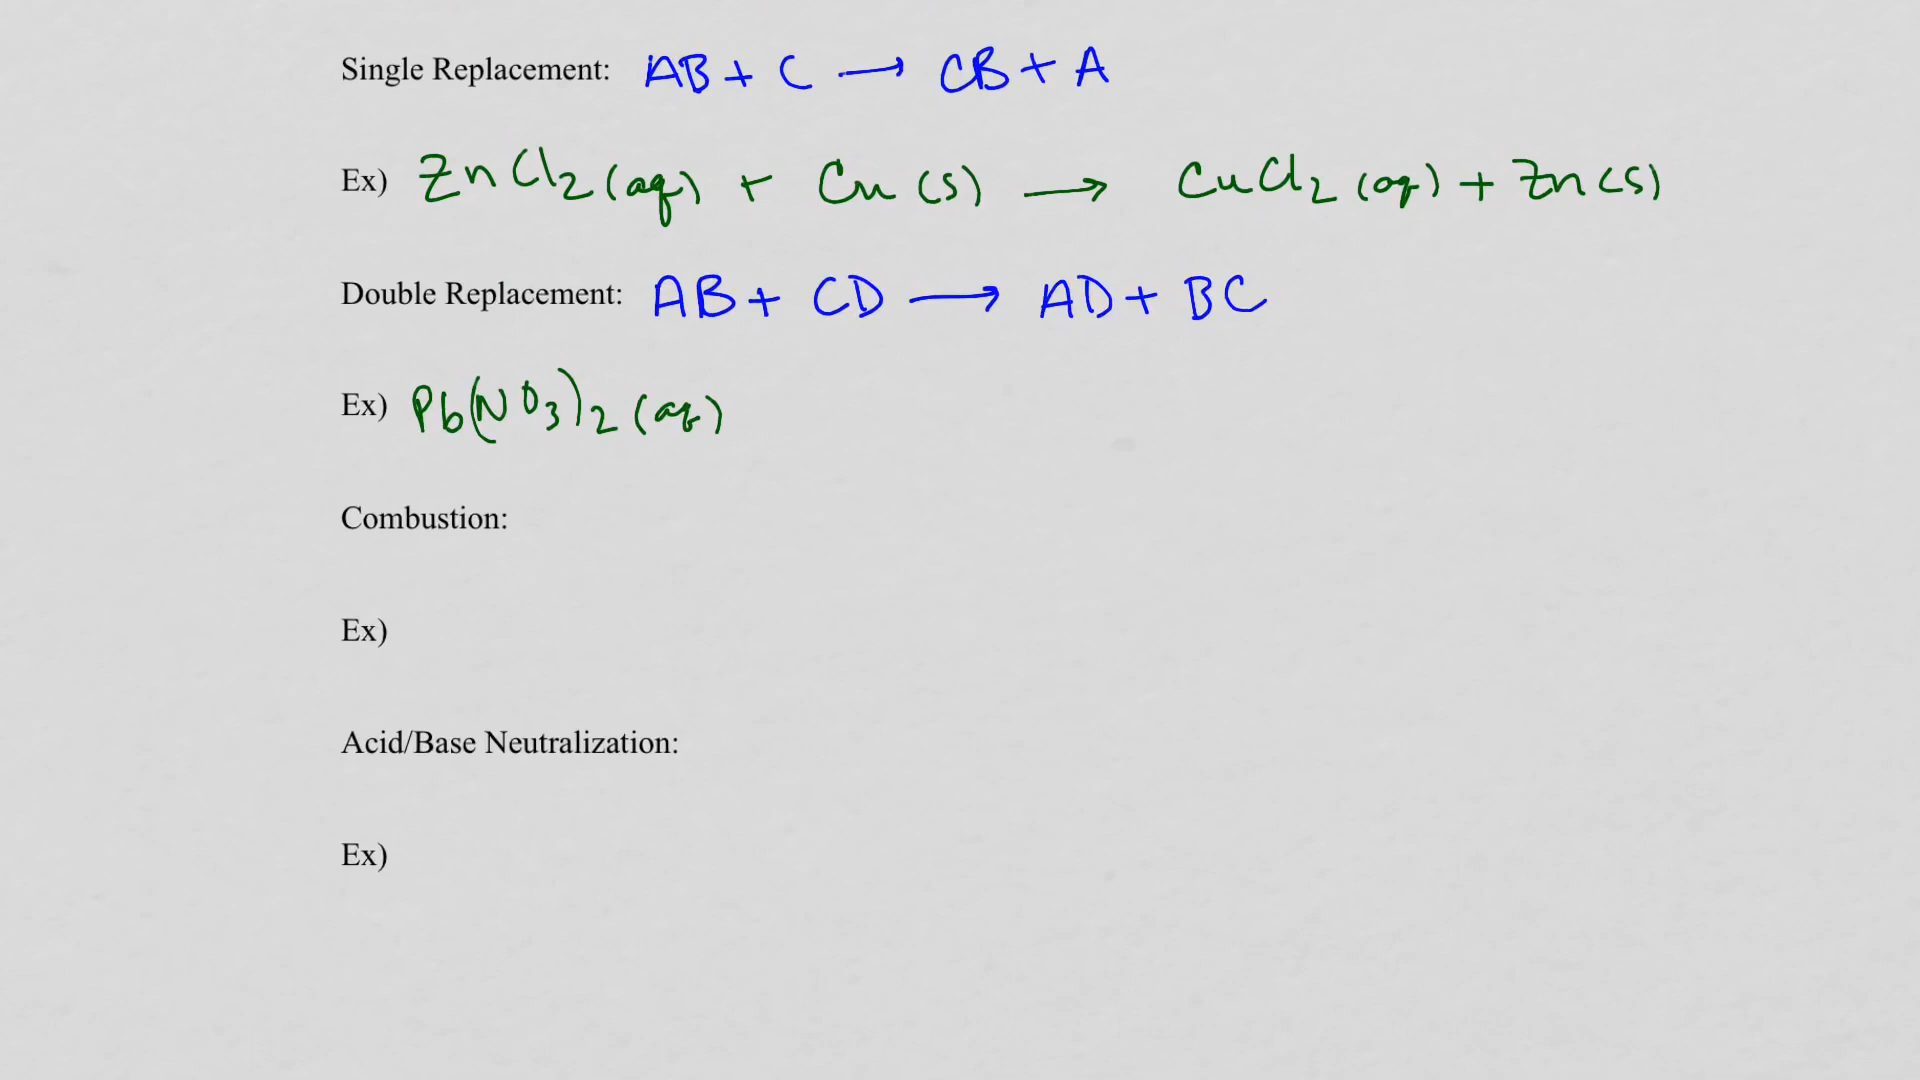 Single Replacement: AB + C → CB + A
Ex) ZnCl₂ (aq) + Cu (s) → CuCl₂ (aq) + Zn (s)
Double Replacement: AB + CD → AD + BC
Ex) Pb(NO₃)₂ (aq)
Combustion:
Ex)
Acid/Base Neutralization:
Ex)